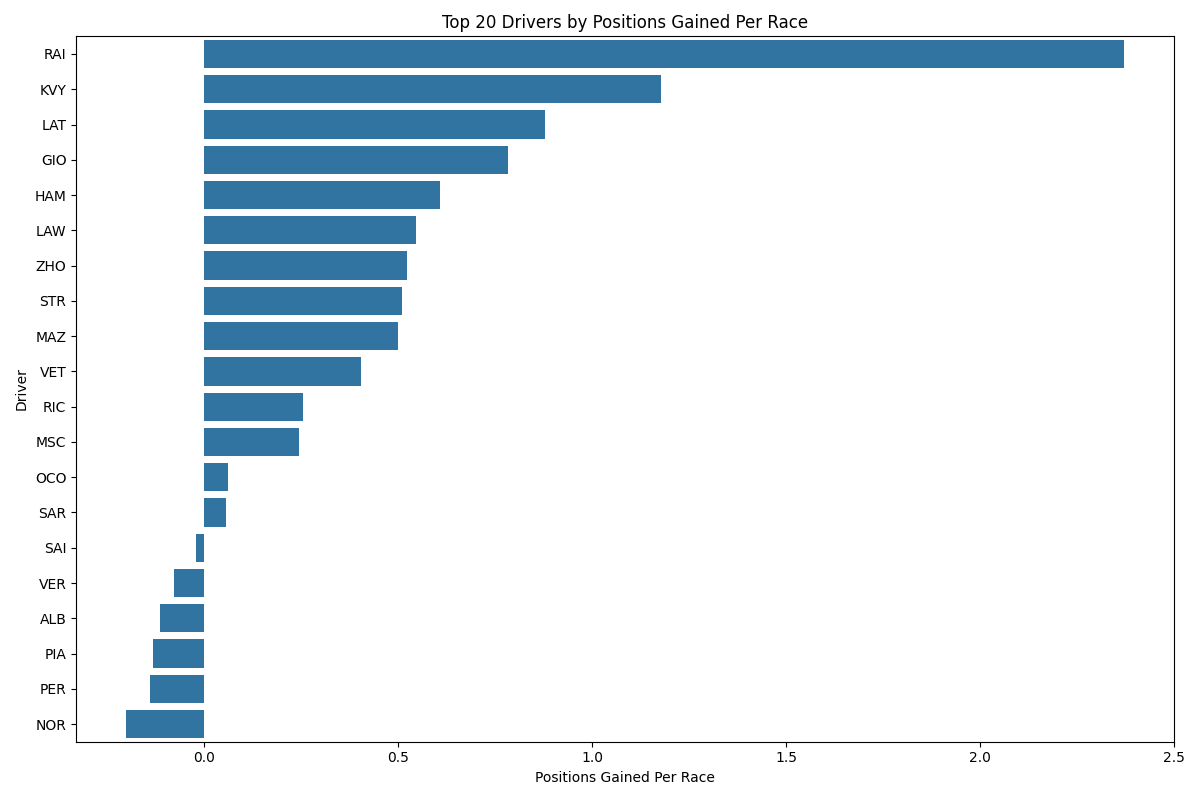 Top 20 Drivers by Positions Gained Per Race
RAI
KVY
LAT
GIO
HAM
LAW
ZHO
STR
MAZ
VET
RIC
MSC
OCO
SAR
SAI
VER
ALB
PIA
PER
NOR
Driver
0.0 0.5 1.0 1.5 2.0 2.5
Positions Gained Per Race